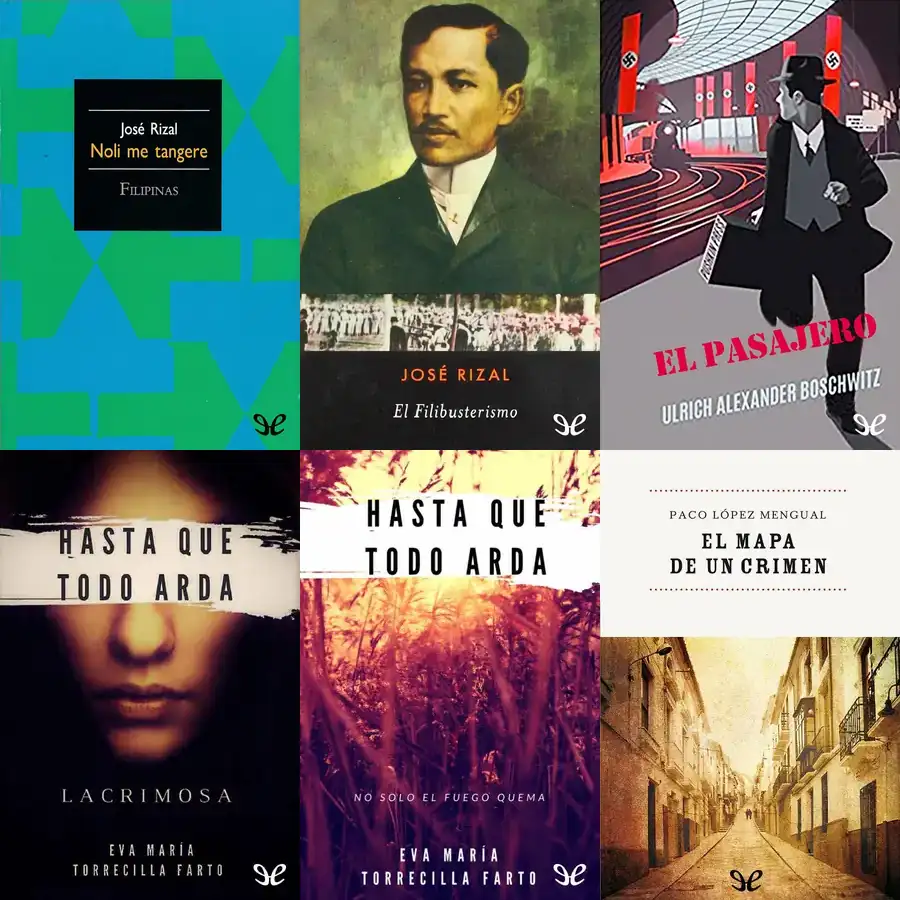 José Rizal
Noli me tangere
FILIPINAS
JOSÉ RIZAL
El Filibusterismo
PUSHKIN PRESS
EL PASAJERO
ULRICH ALEXANDER BOSCHWITZ
HASTA QUE
TODO ARDA
LACRIMOSA
EVA MARÍA
TORRECILLA FARTO
HASTA QUE
TODO ARDA
NO SOLO EL FUEGO QUEMA
EVA MARÍA
TORRECILLA FARTO
PACO LÓPEZ MENGUAL
EL MAPA
DE UN CRIMEN